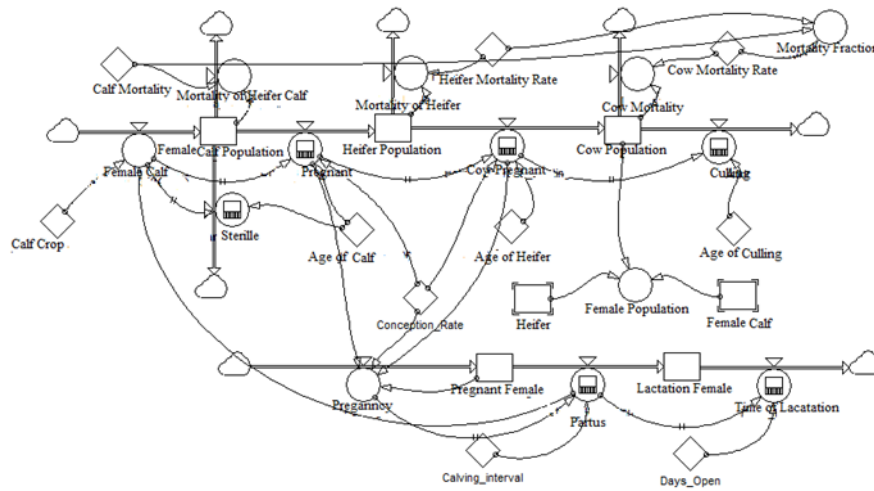 Calf Mortality
Mortality of Heifer Calf
Mortality of Heifer
Heifer Mortality Rate
Cow Mortality
Cow Mortality Rate
Mortality Fraction
Female
Calf Population
Heifer Population
Cow Population
Female Calf
Pregnant
Cow Pregnant
Culling
Calf Crop
Sterille
Age of Calf
Age of Heifer
Age of Culling
Conception_Rate
Heifer
Female Population
Female Calf
Preganncy
Pregnant Female
Partus
Lactation Female
Time of Lacatation
Calving_interval
Days_Open